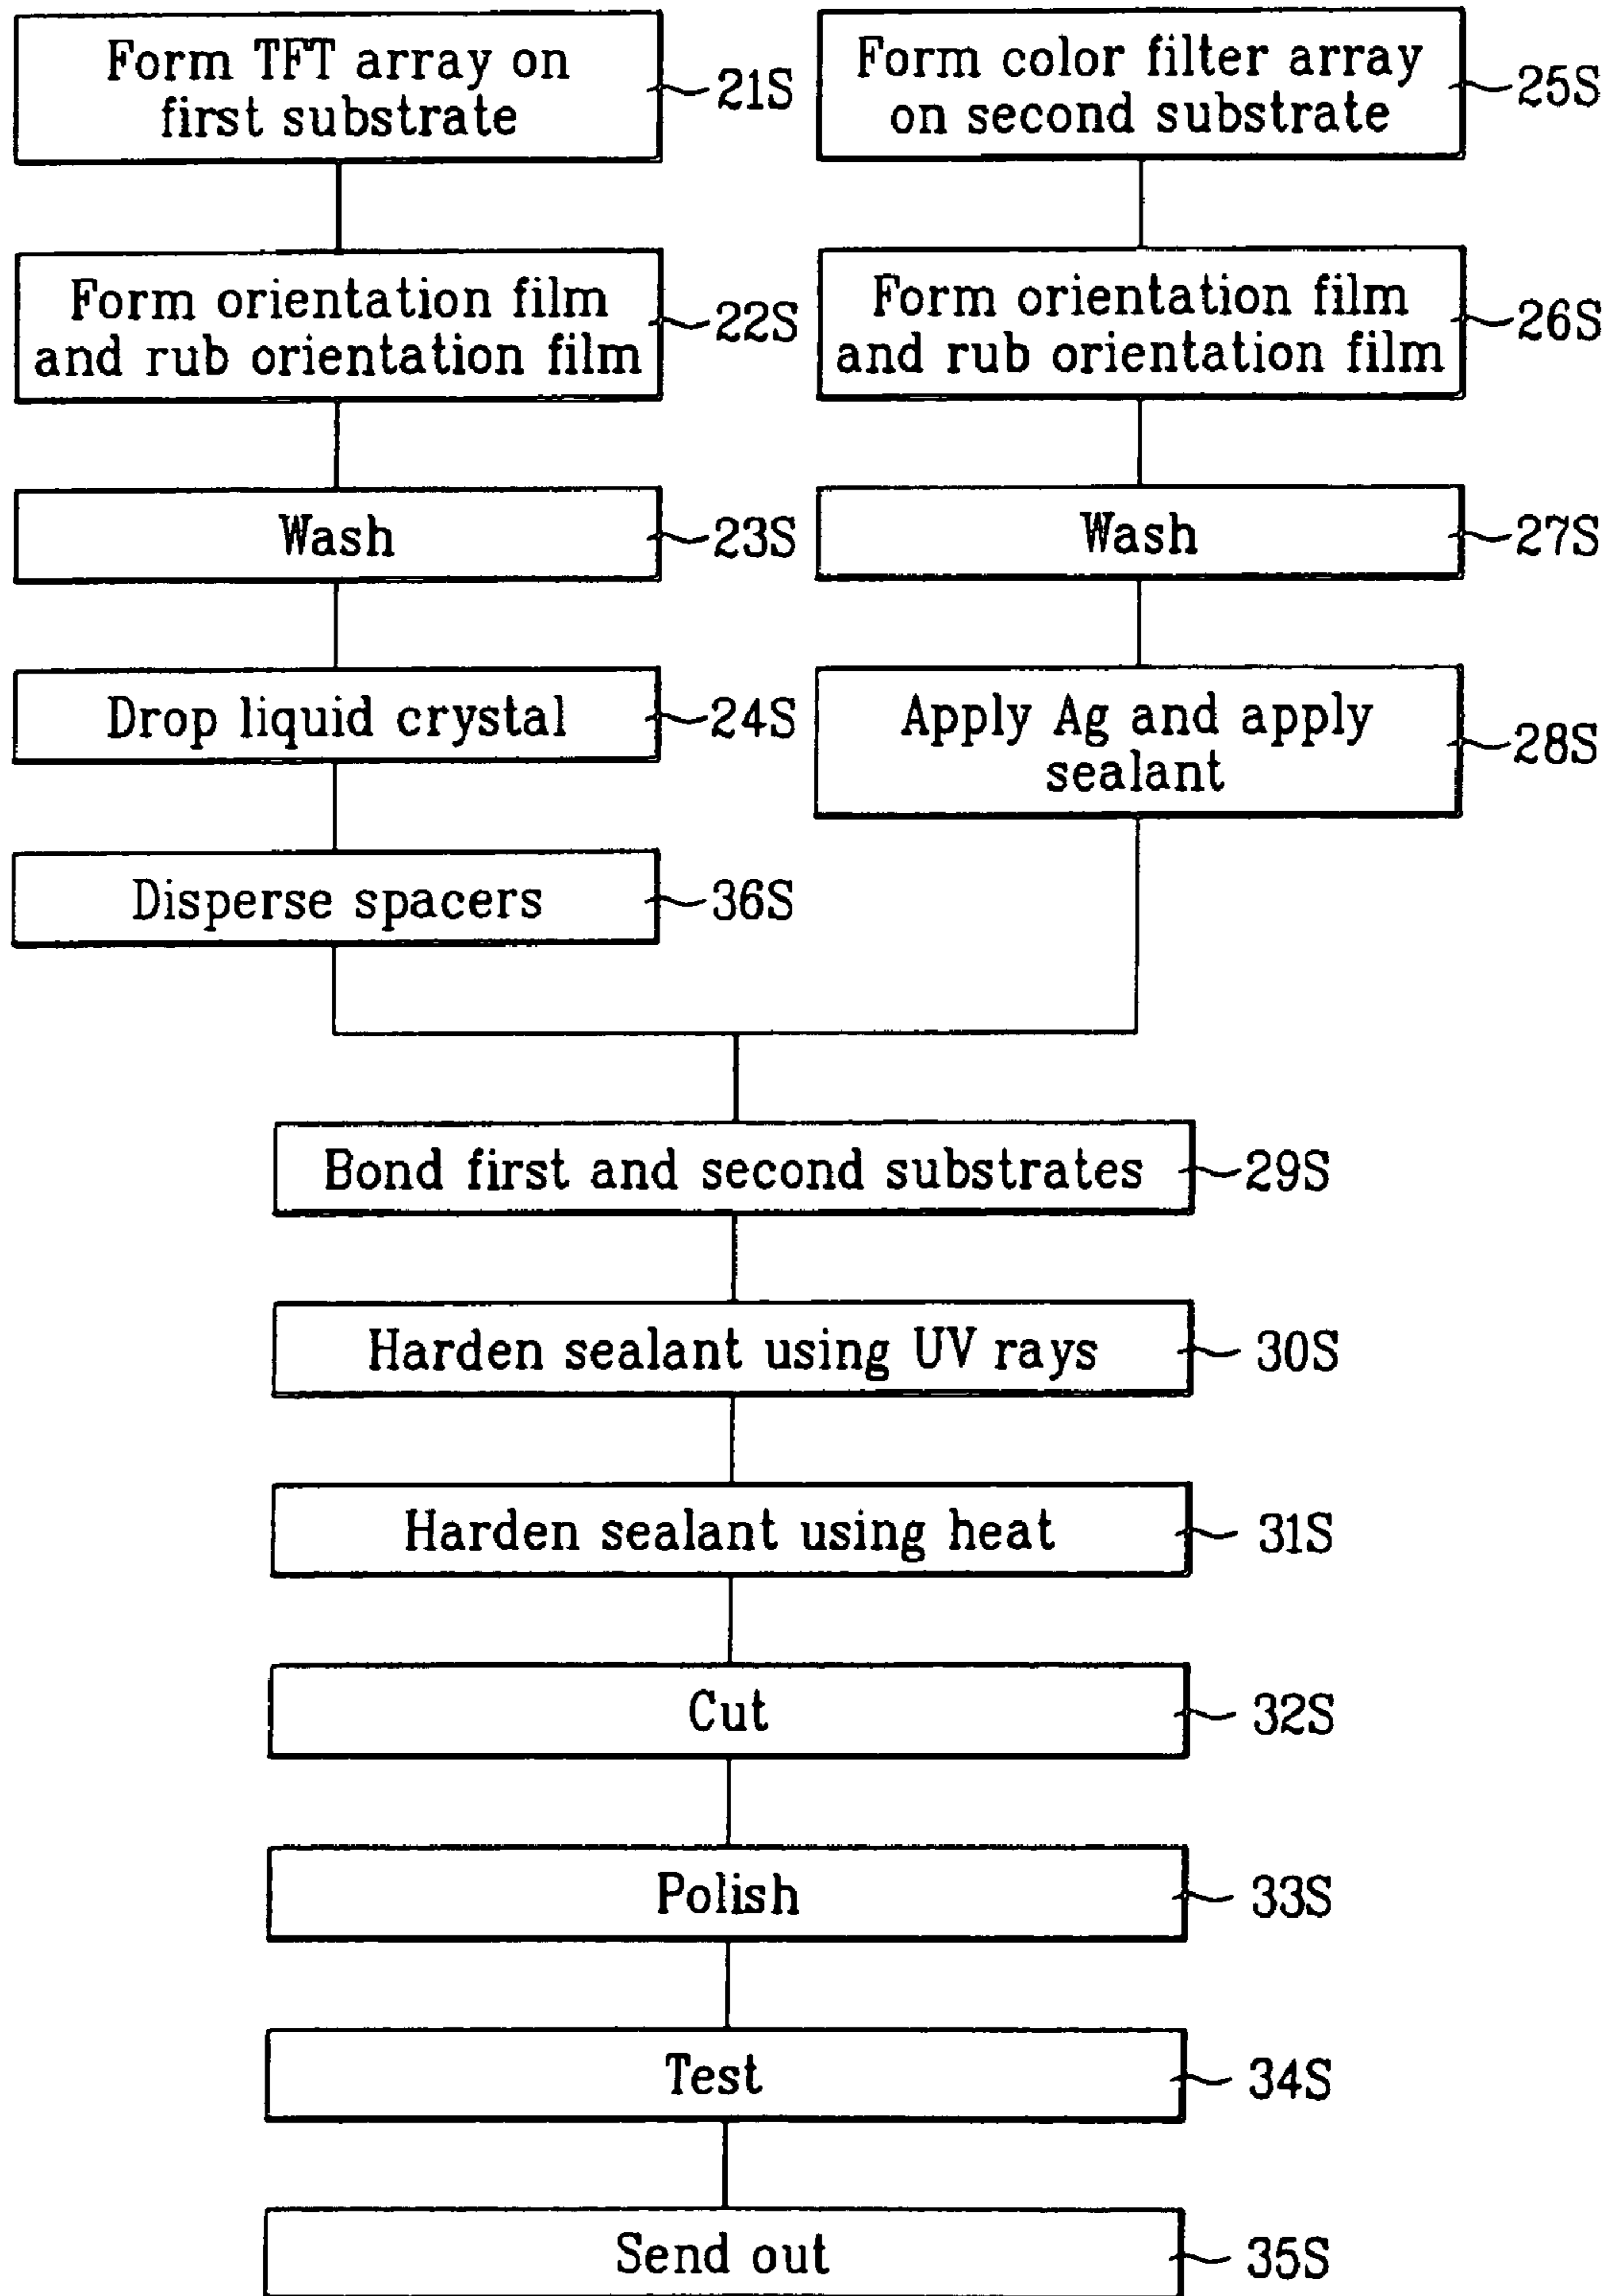 Form TFT array on
first substrate
21S
Form orientation film
and rub orientation film
22S
Wash
23S
Drop liquid crystal
24S
Disperse spacers
36S
Form color filter array
on second substrate
25S
Form orientation film
and rub orientation film
26S
Wash
27S
Apply Ag and apply
sealant
28S
Bond first and second substrates
29S
Harden sealant using UV rays
30S
Harden sealant using heat
31S
Cut
32S
Polish
33S
Test
34S
Send out
35S